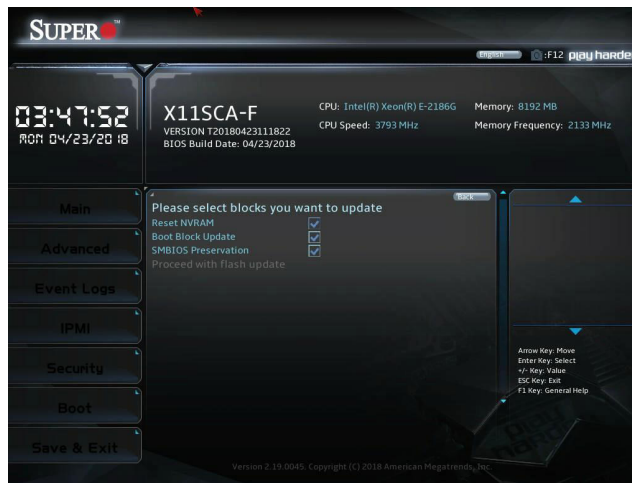 SUPER TM
English :F12 play harder
03:47:52
MON 04/23/2018
X11SCA-F
VERSION T20180423111822
BIOS Build Date: 04/23/2018
CPU: Intel(R) Xeon(R) E-2186G
CPU Speed: 3793 MHz
Memory: 8192 MB
Memory Frequency: 2133 MHz
Main
Advanced
Event Logs
IPMI
Security
Boot
Save & Exit
Back
Please select blocks you want to update
Reset NVRAM
Boot Block Update
SMBIOS Preservation
Proceed with flash update
Arrow Key: Move
Enter Key: Select
+/- Key: Value
ESC Key: Exit
F1 Key: General Help
Version 2.19.0045. Copyright (C) 2018 American Megatrends, Inc.